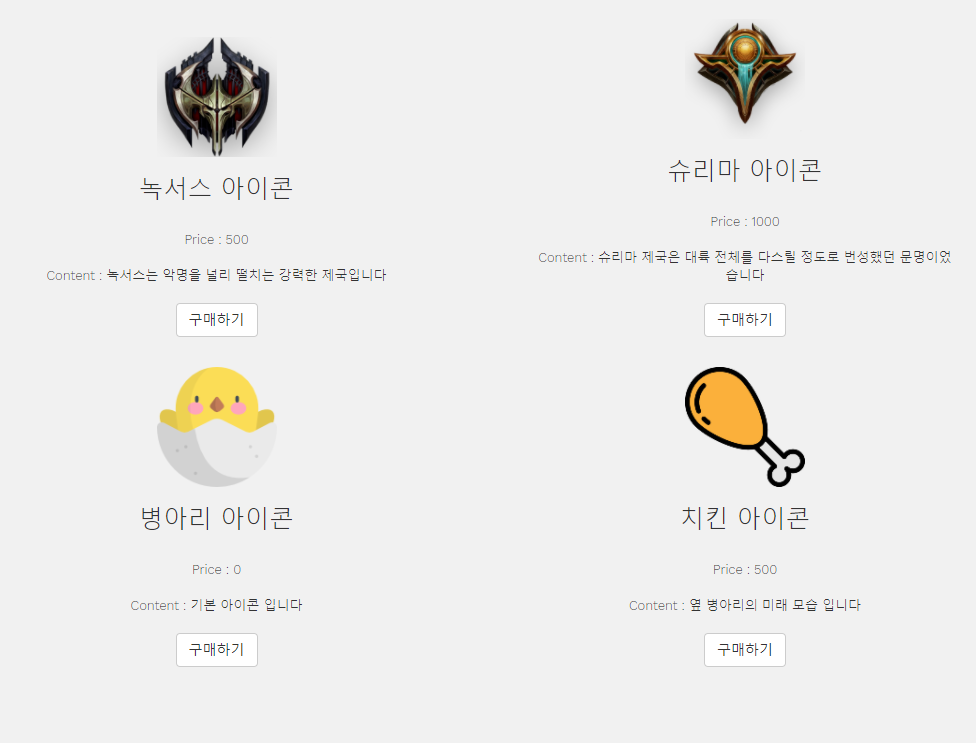 녹서스 아이콘
Price : 500
Content : 녹서스는 악명을 널리 떨치는 강력한 제국입니다
구매하기
슈리마 아이콘
Price : 1000
Content : 슈리마 제국은 대륙 전체를 다스릴 정도로 번성했던 문명이었
습니다
구매하기
병아리 아이콘
Price : 0
Content : 기본 아이콘 입니다
구매하기
치킨 아이콘
Price : 500
Content : 옆 병아리의 미래 모습 입니다
구매하기